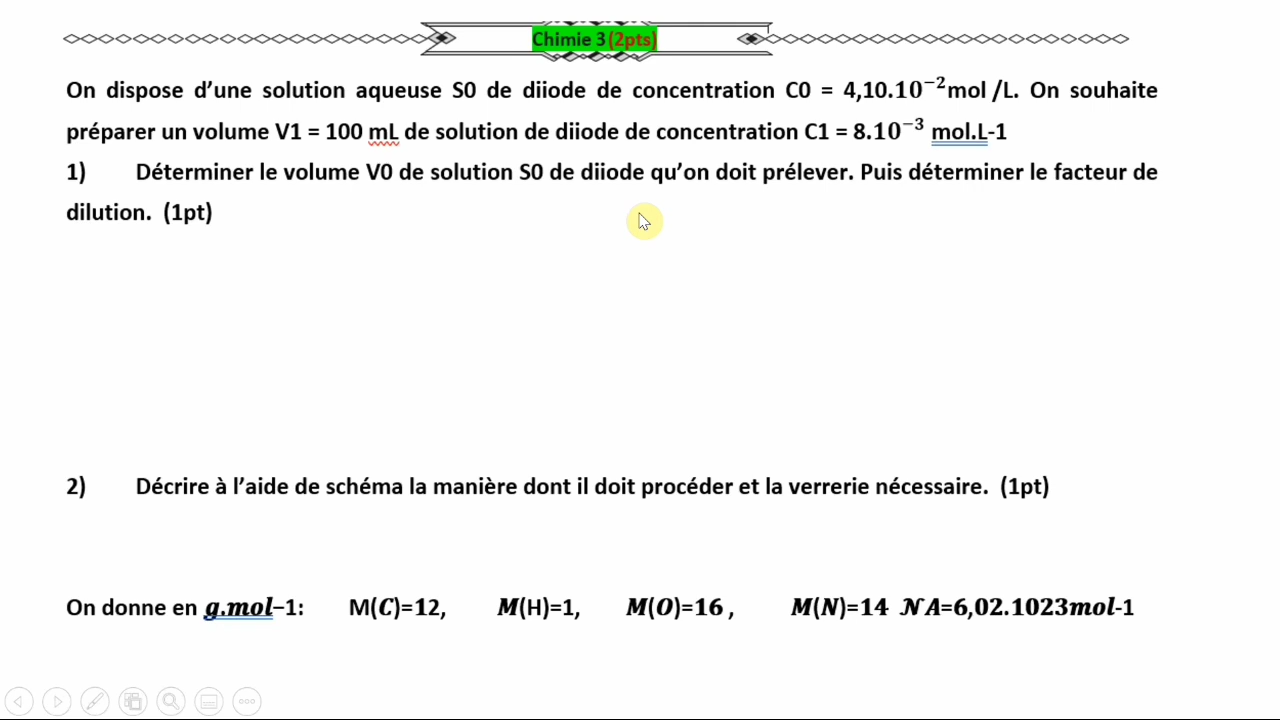 Chimie 3 (2pts)
On dispose d’une solution aqueuse S0 de diiode de concentration C0 = 4,10.10⁻² mol /L. On souhaite
préparer un volume V1 = 100 mL de solution de diiode de concentration C1 = 8.10⁻³ mol.L-1
1) Déterminer le volume V0 de solution S0 de diiode qu’on doit prélever. Puis déterminer le facteur de
dilution. (1pt)
2) Décrire à l’aide de schéma la manière dont il doit procéder et la verrerie nécessaire. (1pt)
On donne en g.mol−1: M(C)=12, M(H)=1, M(O)=16 , M(N)=14 NA=6,02.1023mol-1